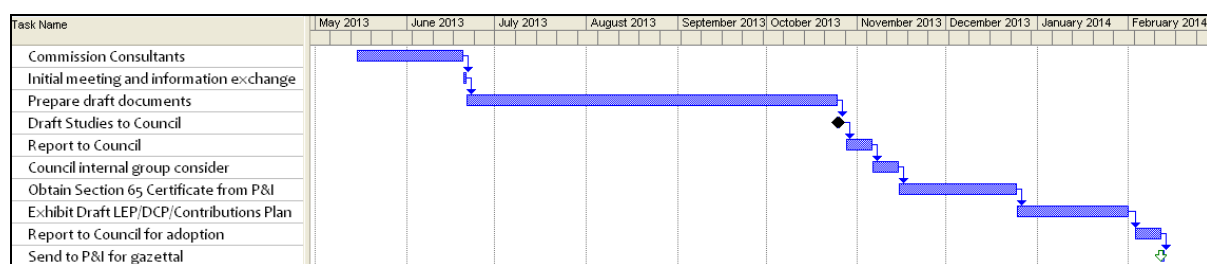 Task Name
May 2013 June 2013 July 2013 August 2013 September 2013 October 2013 November 2013 December 2013 January 2014 February 2014
Commission Consultants
Initial meeting and information exchange
Prepare draft documents
Draft Studies to Council
Report to Council
Council internal group consider
Obtain Section 65 Certificate from P&I
Exhibit Draft LEP/DCP/Contributions Plan
Report to Council for adoption
Send to P&I for gazettal